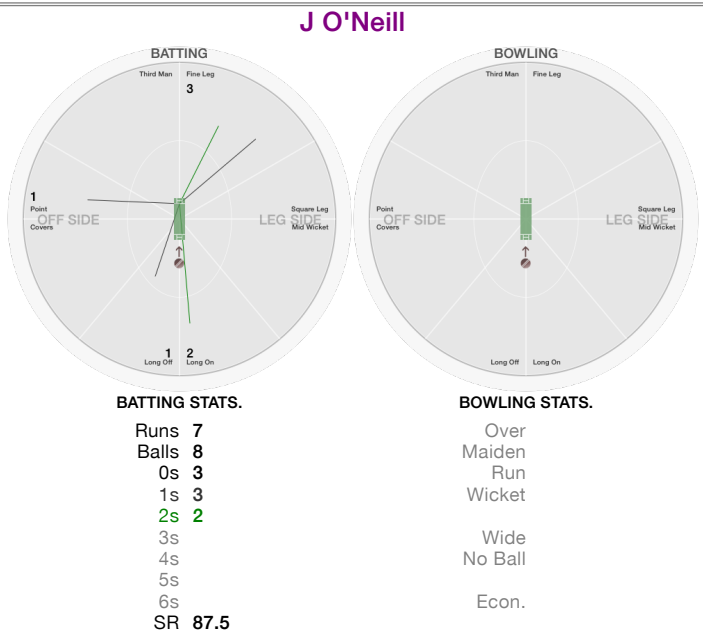 J O'Neill
BATTING
Third Man Fine Leg
3
1
Point
OFF SIDE
Covers
Square Leg
LEG SIDE
Mid Wicket
1 2
Long Off Long On
BATTING STATS.
Runs 7
Balls 8
0s 3
1s 3
2s 2
3s
4s
5s
6s
SR 87.5
BOWLING
Third Man Fine Leg
Point
OFF SIDE
Covers
Square Leg
LEG SIDE
Mid Wicket
Long Off Long On
BOWLING STATS.
Over
Maiden
Run
Wicket
Wide
No Ball
Econ.